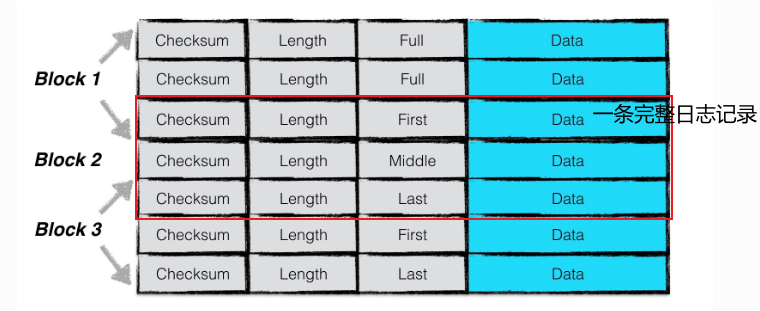 Checksum Length Full Data
Block 1
Checksum Length Full Data
Checksum Length First Data 一条完整日志记录
Block 2
Checksum Length Middle Data
Checksum Length Last Data
Block 3
Checksum Length First Data
Checksum Length Last Data